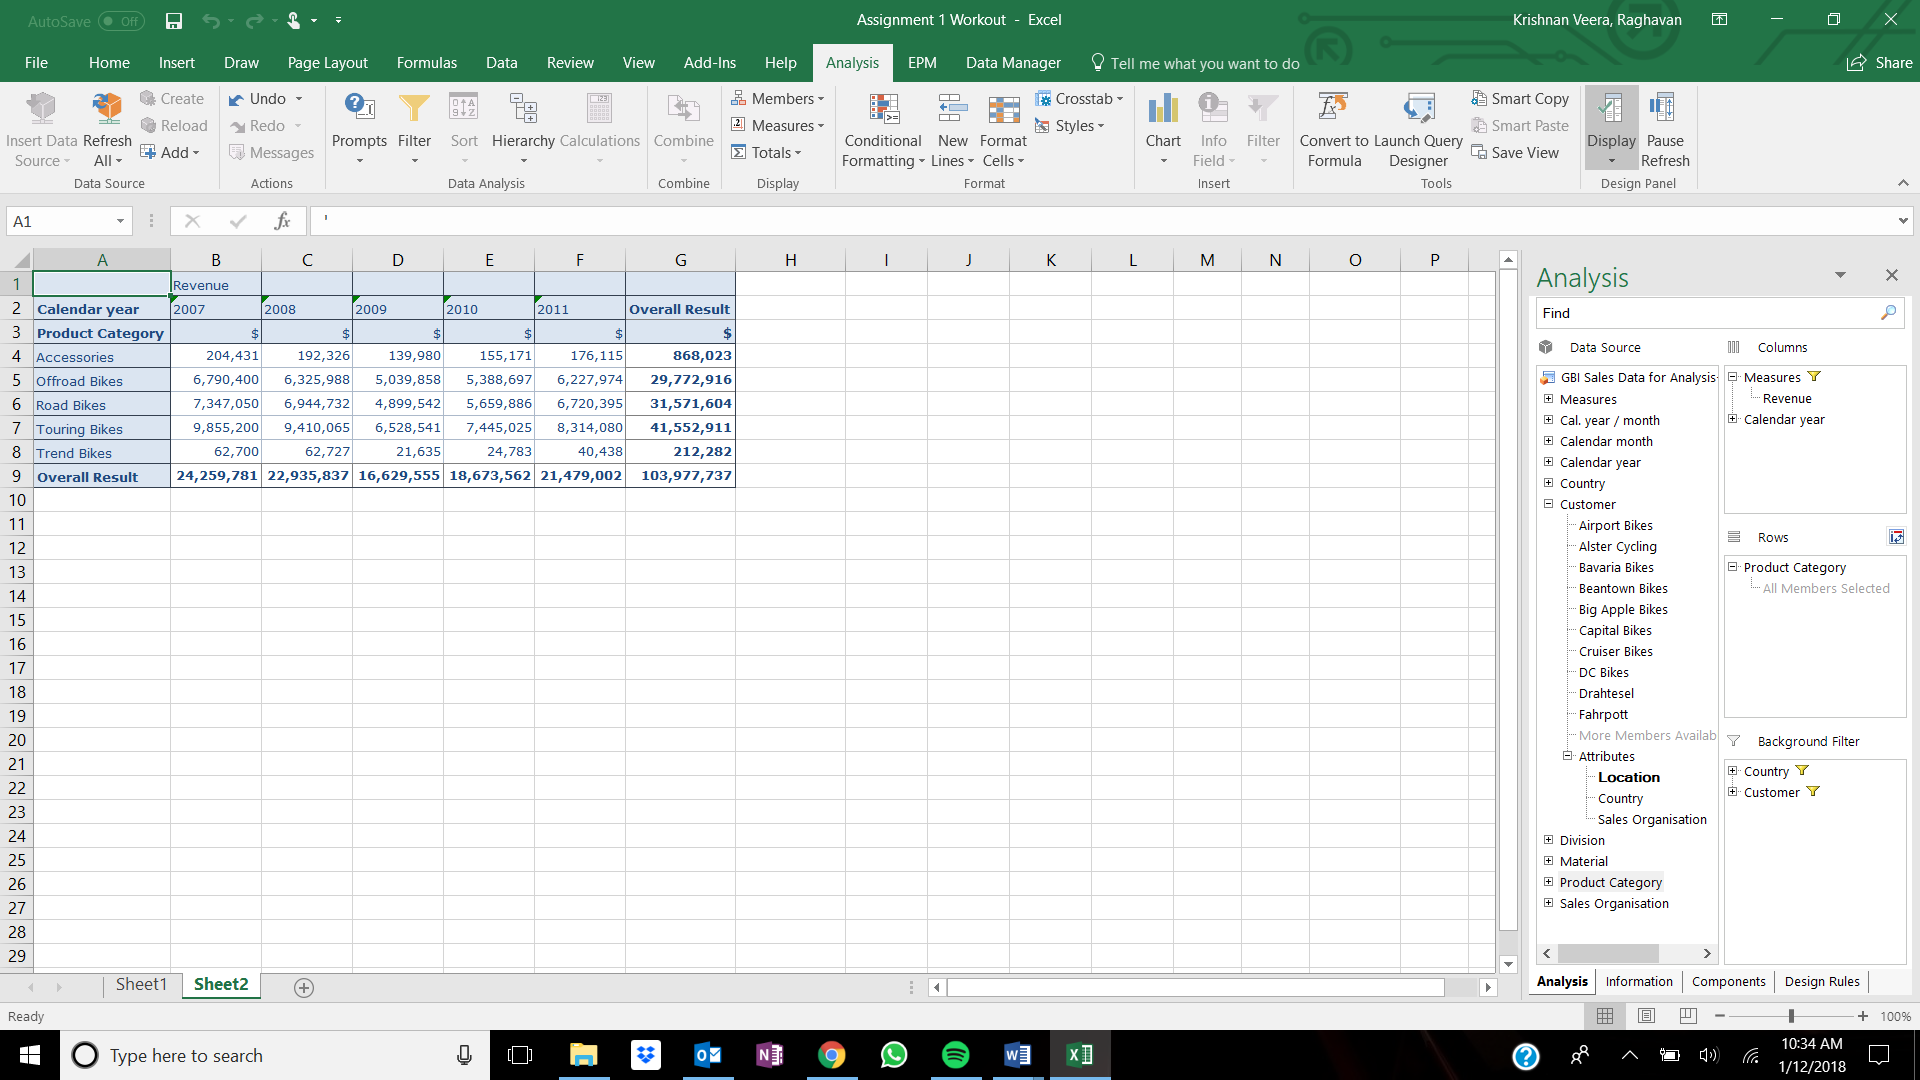 AutoSave Off
Assignment 1 Workout - Excel
Krishnan Veera, Raghavan
File Home Insert Draw Page Layout Formulas Data Review View Add-Ins Help Analysis EPM Data Manager Tell me what you want to do Share
Insert Data Source
Refresh All
Create
Reload
Add
Data Source
Undo
Redo
Messages
Actions
Prompts
Filter
Sort
Hierarchy
Calculations
Data Analysis
Combine
Combine
Members
Measures
Totals
Display
Conditional Formatting
New Lines
Format Cells
Crosstab
Styles
Format
Chart
Info Field
Filter
Insert
Convert to Formula
Launch Query Designer
Smart Copy
Smart Paste
Save View
Tools
Display
Pause Refresh
Design Panel
A1 fx '
A B C D E F G H I J K L M N O P
1 Revenue
2 Calendar year 2007 2008 2009 2010 2011 Overall Result
3 Product Category $ $ $ $ $ $
4 Accessories 204,431 192,326 139,980 155,171 176,115 868,023
5 Offroad Bikes 6,790,400 6,325,988 5,039,858 5,388,697 6,227,974 29,772,916
6 Road Bikes 7,347,050 6,944,732 4,899,542 5,659,886 6,720,395 31,571,604
7 Touring Bikes 9,855,200 9,410,065 6,528,541 7,445,025 8,314,080 41,552,911
8 Trend Bikes 62,700 62,727 21,635 24,783 40,438 212,282
9 Overall Result 24,259,781 22,935,837 16,629,555 18,673,562 21,479,002 103,977,737
10
11
12
13
14
15
16
17
18
19
20
21
22
23
24
25
26
27
28
29
Analysis
Find
Data Source
GBI Sales Data for Analysis
Measures
Cal. year / month
Calendar month
Calendar year
Country
Customer
Airport Bikes
Alster Cycling
Bavaria Bikes
Beantown Bikes
Big Apple Bikes
Capital Bikes
Cruiser Bikes
DC Bikes
Drahtesel
Fahrpott
More Members Availab
Attributes
Location
Country
Sales Organisation
Division
Material
Product Category
Sales Organisation
Columns
Measures
Revenue
Calendar year
Rows
Product Category
All Members Selected
Background Filter
Country
Customer
Analysis Information Components Design Rules
Sheet1 Sheet2
Ready
100%
Type here to search
10:34 AM
1/12/2018